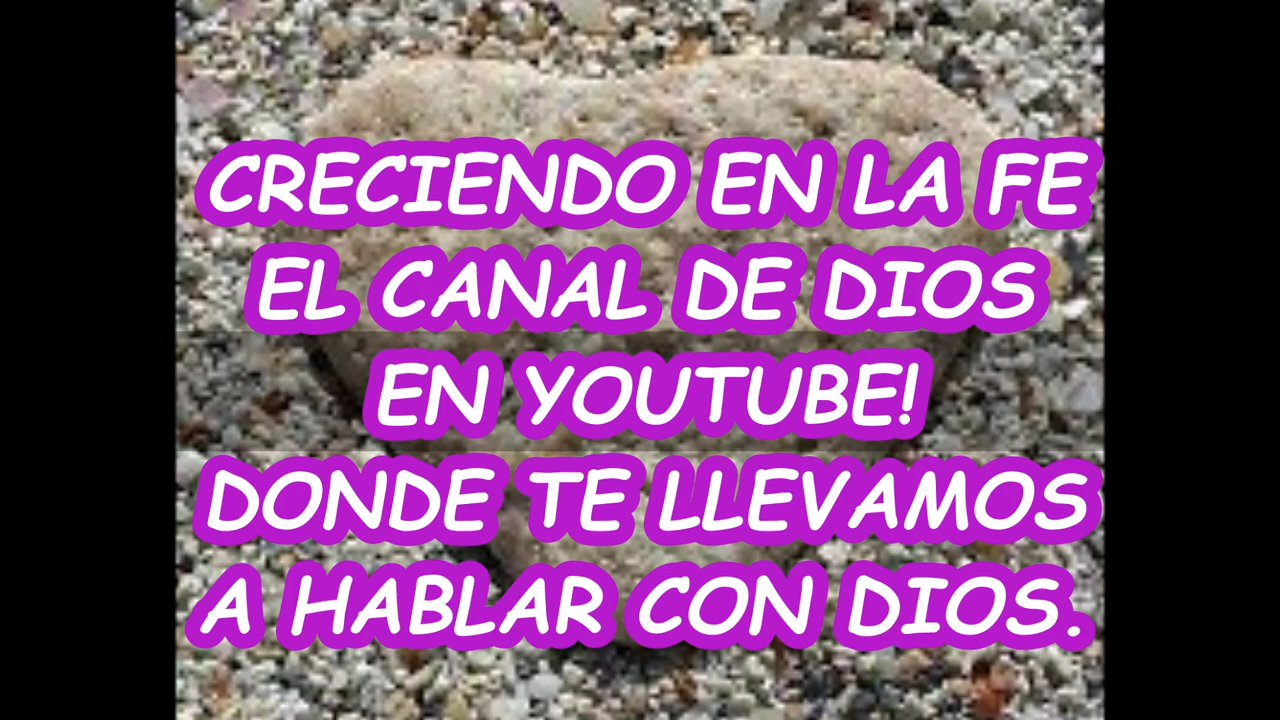 CRECIENDO EN LA FE
EL CANAL DE DIOS
EN YOUTUBE!
DONDE TE LLEVAMOS
A HABLAR CON DIOS.